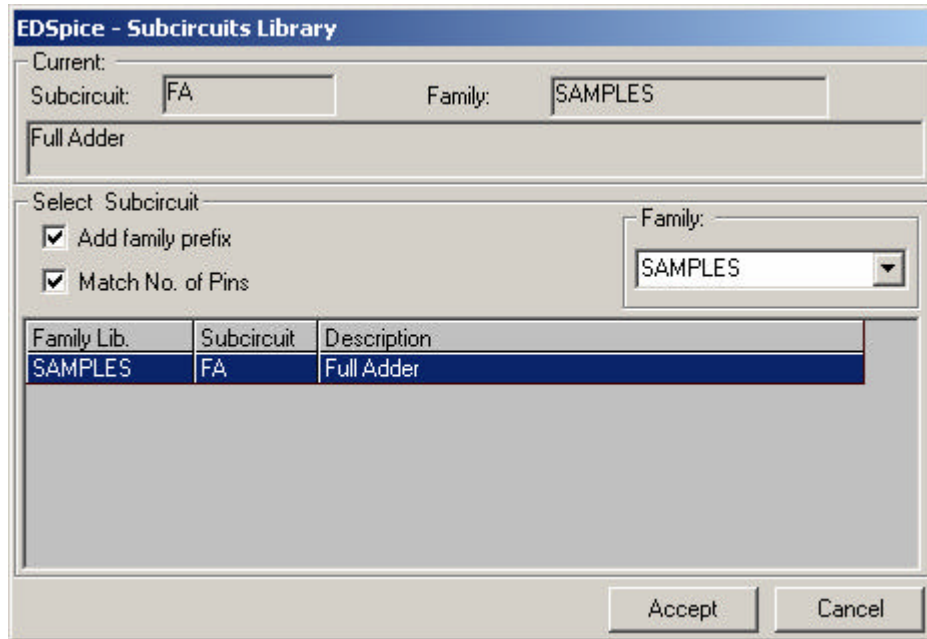 EDSpice - Subcircuits Library
Current:
Subcircuit: FA Family: SAMPLES
Full Adder
Select Subcircuit
Add family prefix
Family:
Match No. of Pins
SAMPLES
Family Lib. Subcircuit Description
SAMPLES FA Full Adder
Accept Cancel